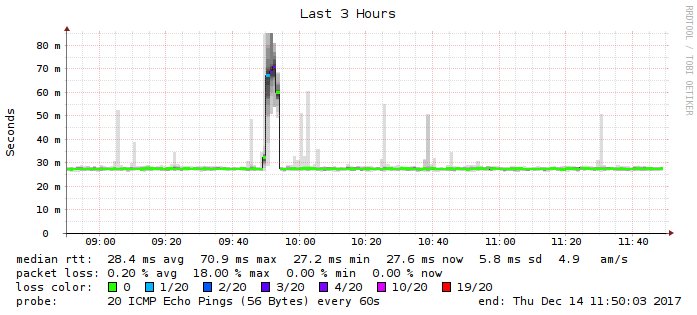 Last 3 Hours
RRDTOOL / TOBI OETIKER
Seconds
80 m
70 m
60 m
50 m
40 m
30 m
20 m
10 m
0
09:00 09:20 09:40 10:00 10:20 10:40 11:00 11:20 11:40
median rtt: 28.4 ms avg 70.9 ms max 27.2 ms min 27.6 ms now 5.8 ms sd 4.9 am/s
packet loss: 0.20 % avg 18.00 % max 0.00 % min 0.00 % now
loss color: 0 1/20 2/20 3/20 4/20 10/20 19/20
probe: 20 ICMP Echo Pings (56 Bytes) every 60s end: Thu Dec 14 11:50:03 2017